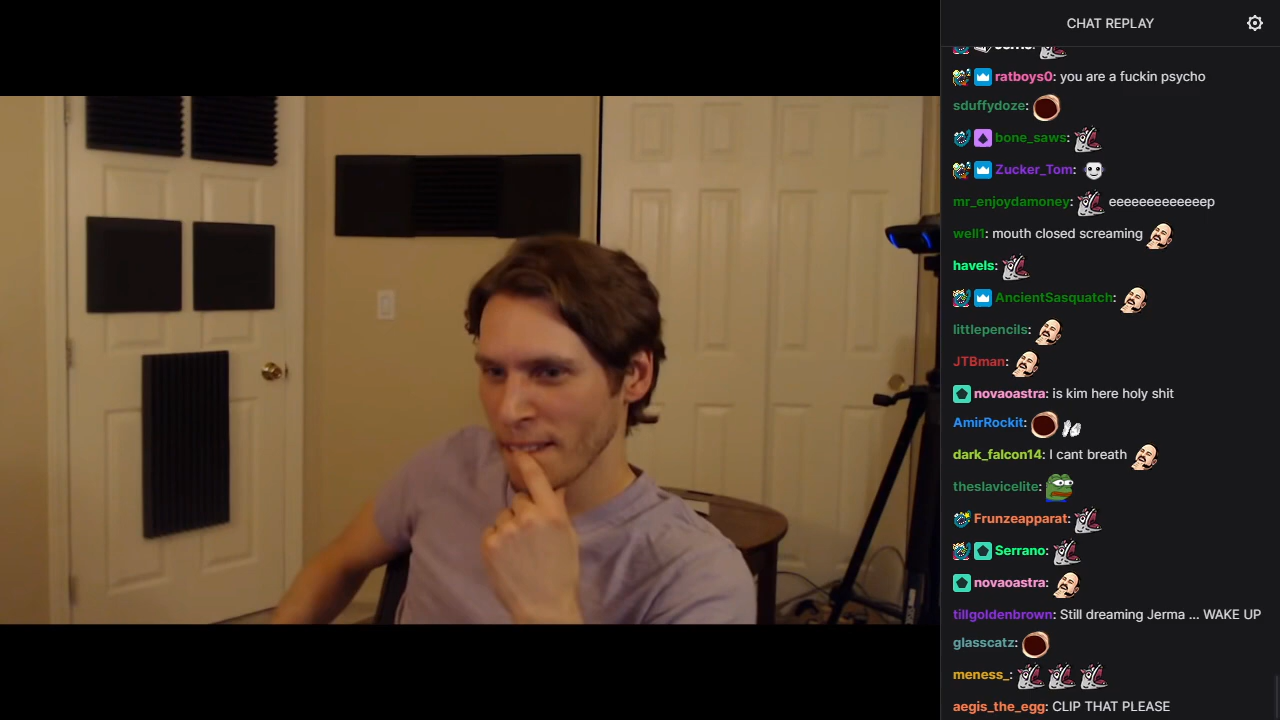 CHAT REPLAY
ratboys0: you are a fuckin psycho
sduffydoze:
bone_saws:
Zucker_Tom:
mr_enjoydamoney: eeeeeeeeeeeeep
well1: mouth closed screaming
havels:
AncientSasquatch:
littlepencils:
JTBman:
novaoastra: is kim here holy shit
AmirRockit:
dark_falcon14: I cant breath
theslavicelite:
Frunzeapparat:
Serrano:
novaoastra:
tillgoldenbrown: Still dreaming Jerma ... WAKE UP
glasscatz:
meness_:
aegis_the_egg: CLIP THAT PLEASE